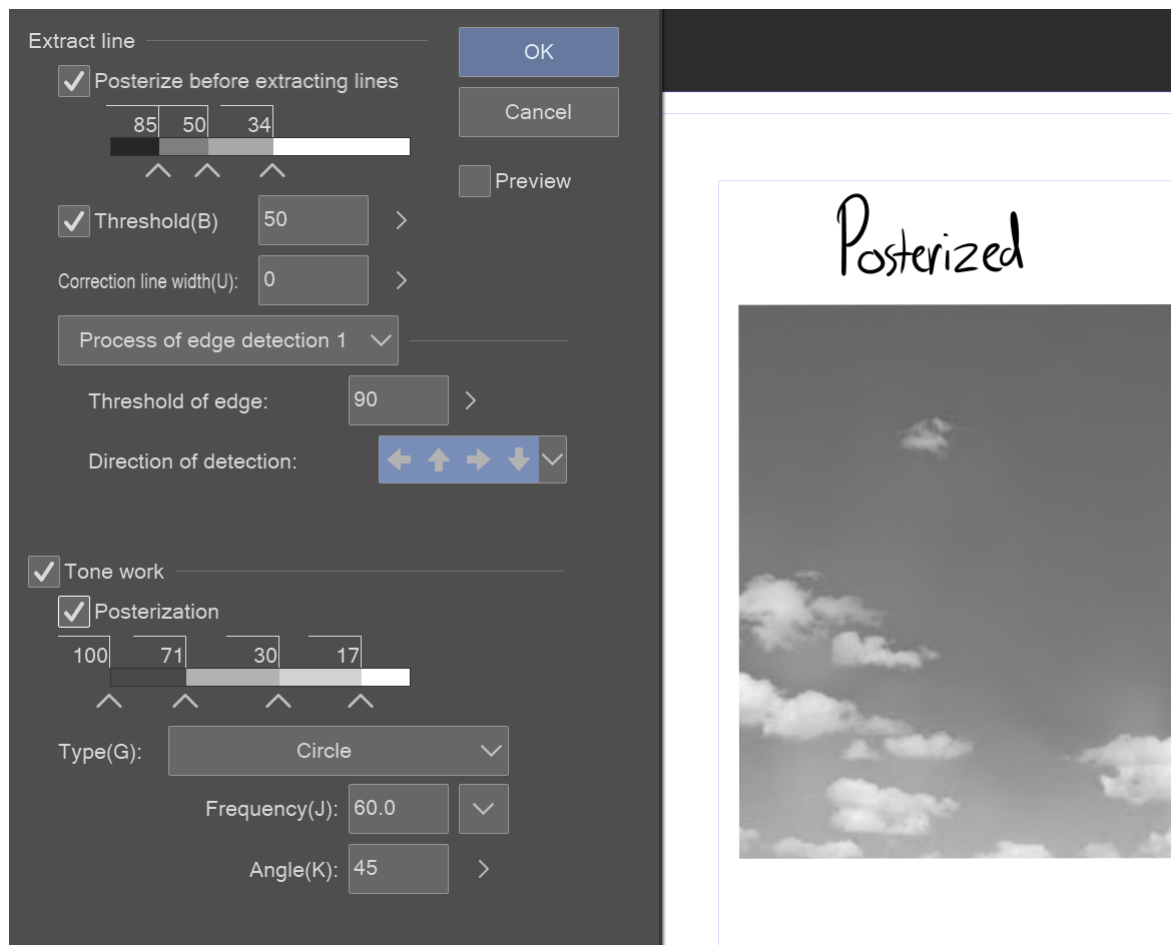 Extract line
OK
Posterize before extracting lines
Cancel
85 50 34
Preview
Threshold(B) 50
Correction line width(U): 0
Process of edge detection 1
Threshold of edge: 90
Direction of detection:
Tone work
Posterization
100 71 30 17
Type(G): Circle
Frequency(J): 60.0
Angle(K): 45
Posterized